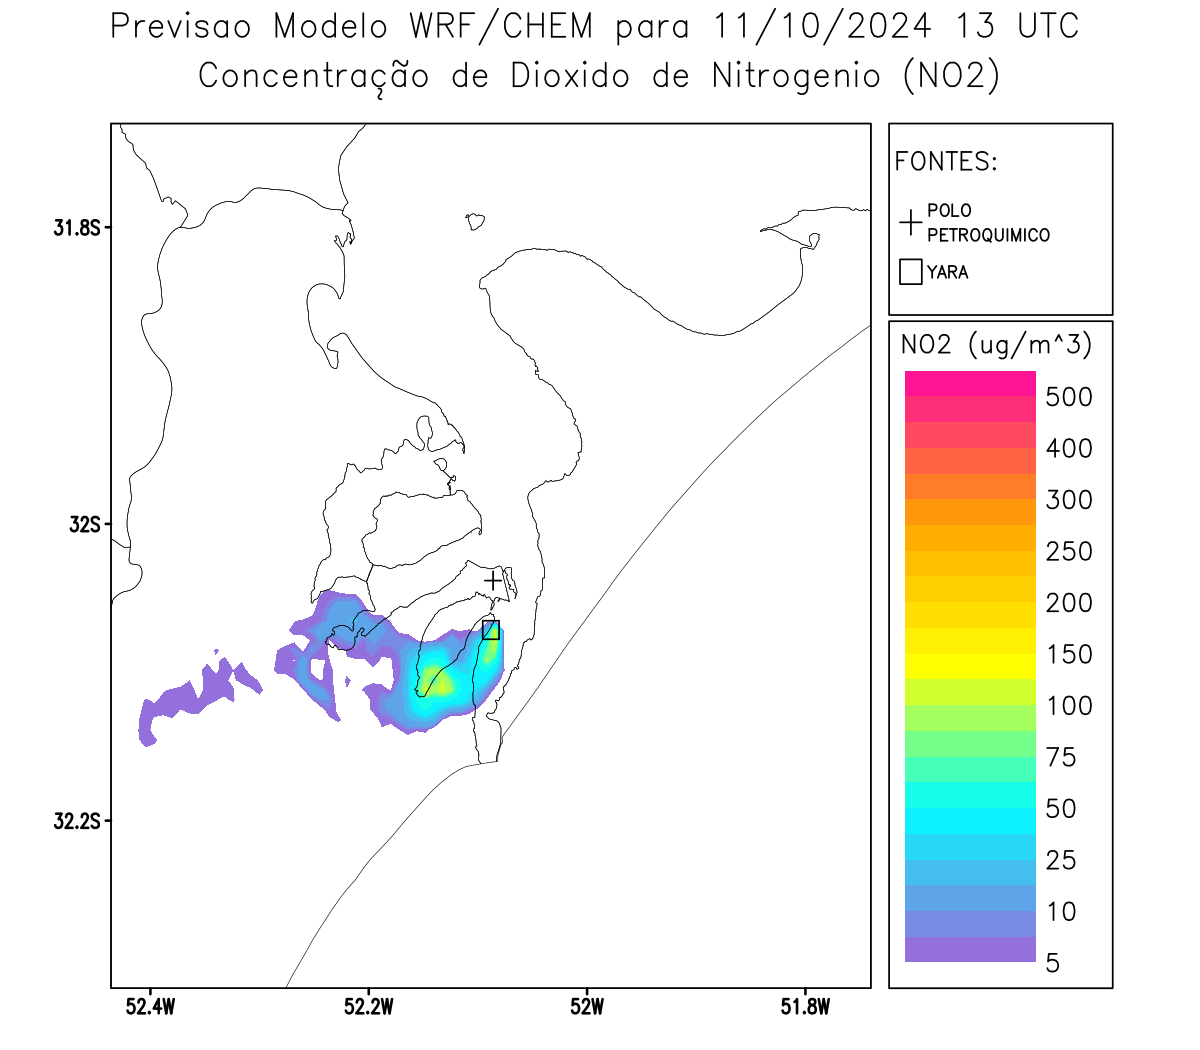 Previsao Modelo WRF/CHEM para 11/10/2024 13 UTC
Concentração de Dioxido de Nitrogenio (NO2)
FONTES:
POLO
PETROQUIMICO
YARA
NO2 (ug/m^3)
500
400
300
250
200
150
100
75
50
25
10
5
31.8S
32S
32.2S
52.4W
52.2W
52W
51.8W